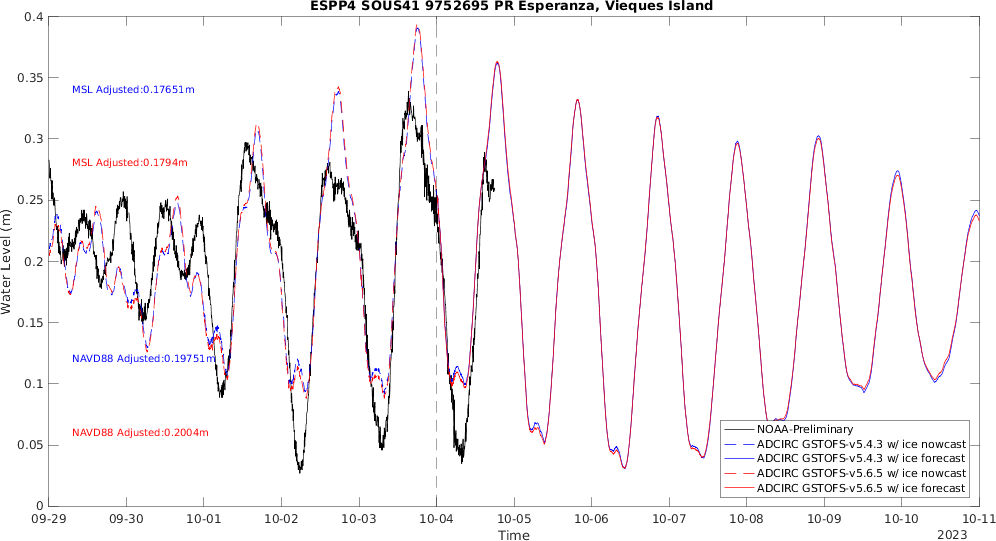 ESPP4 SOUS41 9752695 PR Esperanza, Vieques Island
0.4
0.35
0.3
0.25
0.2
0.15
0.1
0.05
0
Water Level (m)
MSL Adjusted:0.17651m
MSL Adjusted:0.1794m
NAVD88 Adjusted:0.19751m
NAVD88 Adjusted:0.2004m
NOAA-Preliminary
ADCIRC GSTOFS-v5.4.3 w/ ice nowcast
ADCIRC GSTOFS-v5.4.3 w/ ice forecast
ADCIRC GSTOFS-v5.6.5 w/ ice nowcast
ADCIRC GSTOFS-v5.6.5 w/ ice forecast
09-29 09-30 10-01 10-02 10-03 10-04 10-05 10-06 10-07 10-08 10-09 10-10 10-11
Time
2023